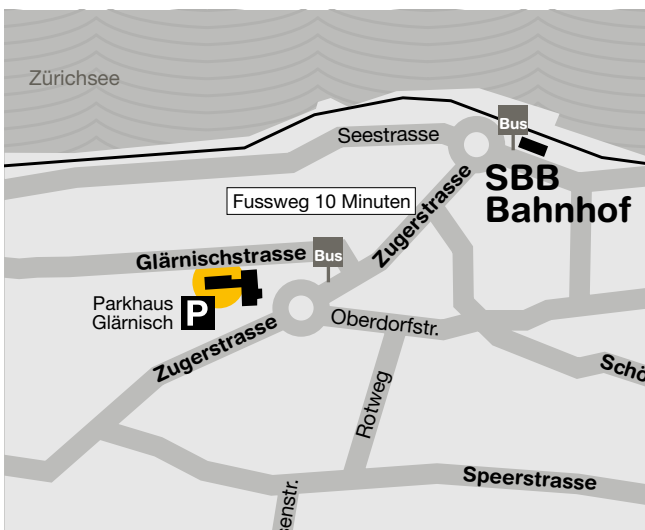 Zürichsee
Bus
Seestrasse
SBB
Bahnhof
Fussweg 10 Minuten
Zugerstrasse
Glärnischstrasse
Bus
Parkhaus
Glärnisch
P
Oberdorfstr.
Zugerstrasse
Rotweg
Speerstrasse